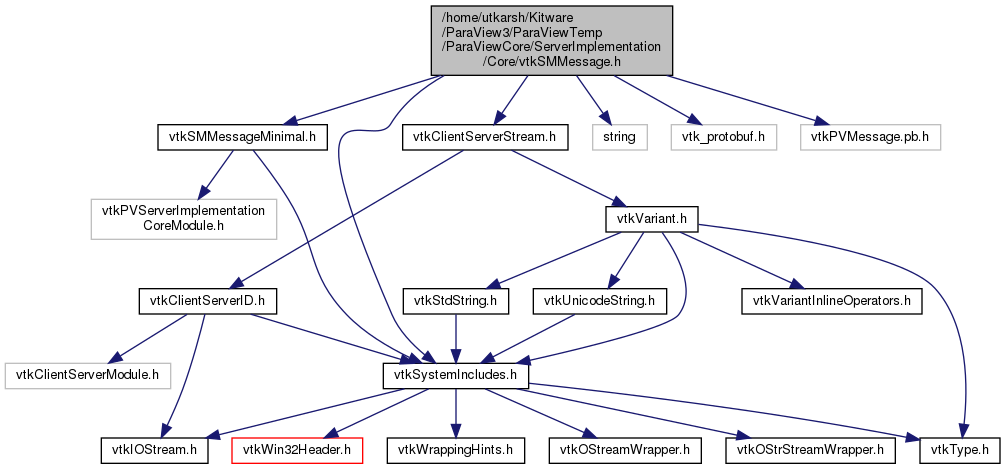 /home/utkarsh/Kitware
/ParaView3/ParaViewTemp
/ParaViewCore/ServerImplementation
/Core/vtkSMMessage.h
vtkSMMessageMinimal.h
vtkClientServerStream.h
string
vtk_protobuf.h
vtkPVMessage.pb.h
vtkPVServerImplementation
CoreModule.h
vtkVariant.h
vtkClientServerID.h
vtkStdString.h
vtkUnicodeString.h
vtkVariantInlineOperators.h
vtkClientServerModule.h
vtkSystemIncludes.h
vtkIOStream.h
vtkWin32Header.h
vtkWrappingHints.h
vtkOStreamWrapper.h
vtkOStrStreamWrapper.h
vtkType.h